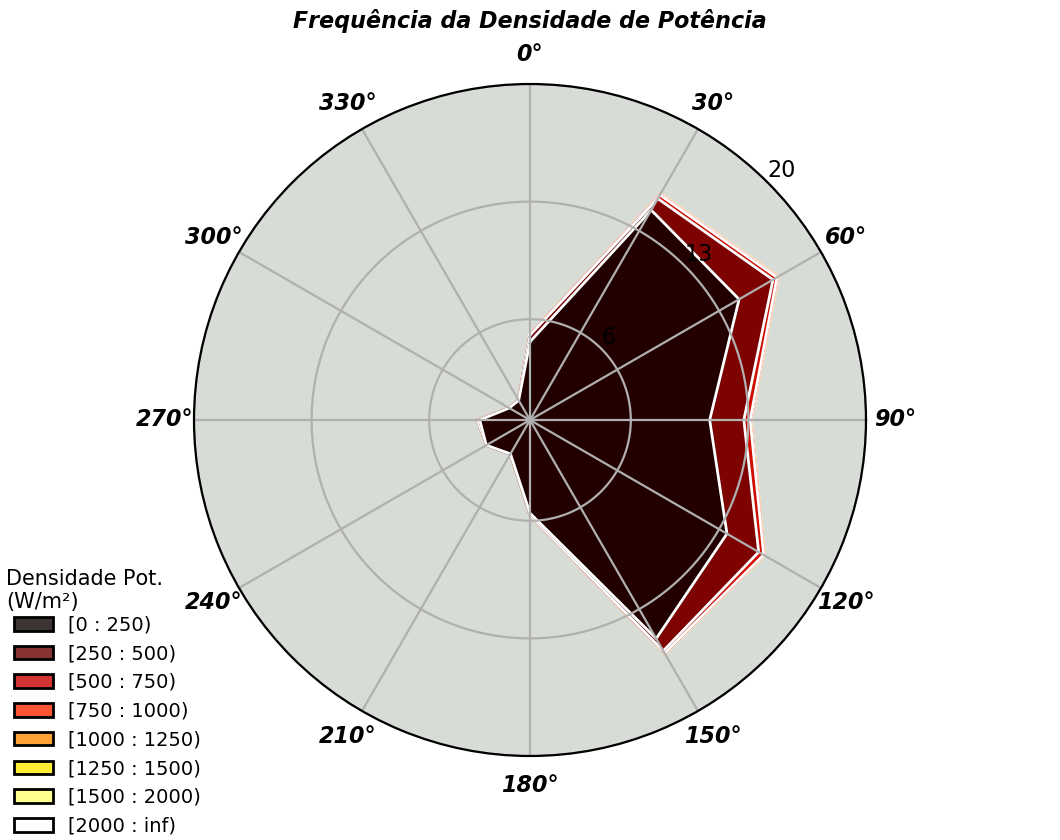 Frequência da Densidade de Potência
0°
330°
30°
20
300°
60°
13
6
270°
90°
240°
120°
210°
150°
180°
Densidade Pot.
(W/m²)
[0 : 250)
[250 : 500)
[500 : 750)
[750 : 1000)
[1000 : 1250)
[1250 : 1500)
[1500 : 2000)
[2000 : inf)